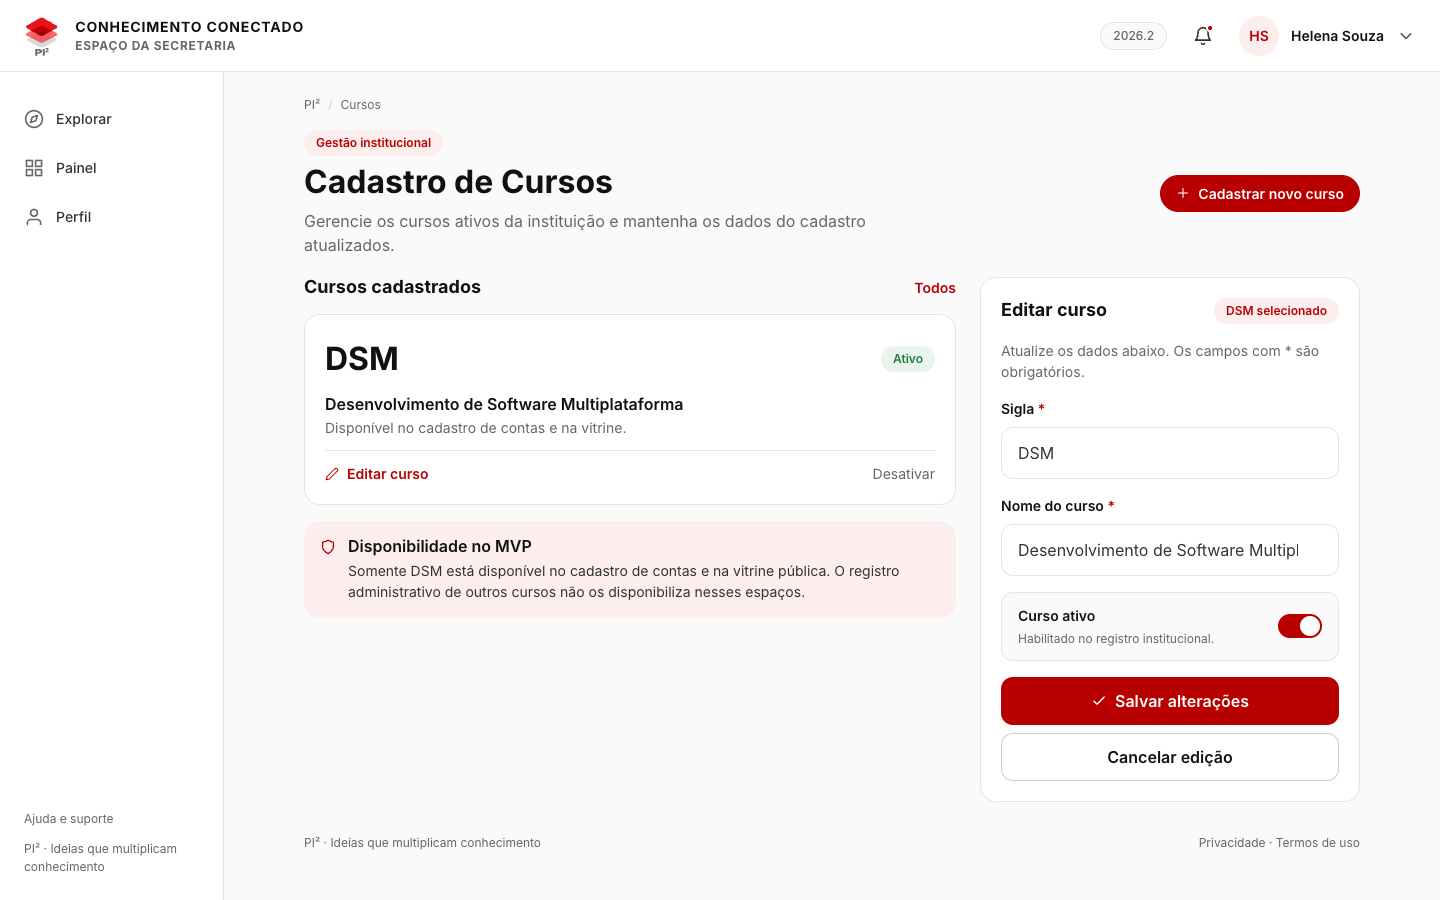 PI²
CONHECIMENTO CONECTADO
ESPAÇO DA SECRETARIA
2026.2
HS
Helena Souza
Explorar
Painel
Perfil
Ajuda e suporte
PI² · Ideias que multiplicam
conhecimento
PI² / Cursos
Gestão institucional
Cadastro de Cursos
Gerencie os cursos ativos da instituição e mantenha os dados do cadastro
atualizados.
+ Cadastrar novo curso
Cursos cadastrados
Todos
DSM
Ativo
Desenvolvimento de Software Multiplataforma
Disponível no cadastro de contas e na vitrine.
Editar curso
Desativar
Disponibilidade no MVP
Somente DSM está disponível no cadastro de contas e na vitrine pública. O registro
administrativo de outros cursos não os disponibiliza nesses espaços.
Editar curso
DSM selecionado
Atualize os dados abaixo. Os campos com * são
obrigatórios.
Sigla *
DSM
Nome do curso *
Desenvolvimento de Software Multipl
Curso ativo
Habilitado no registro institucional.
Salvar alterações
Cancelar edição
PI² · Ideias que multiplicam conhecimento
Privacidade · Termos de uso